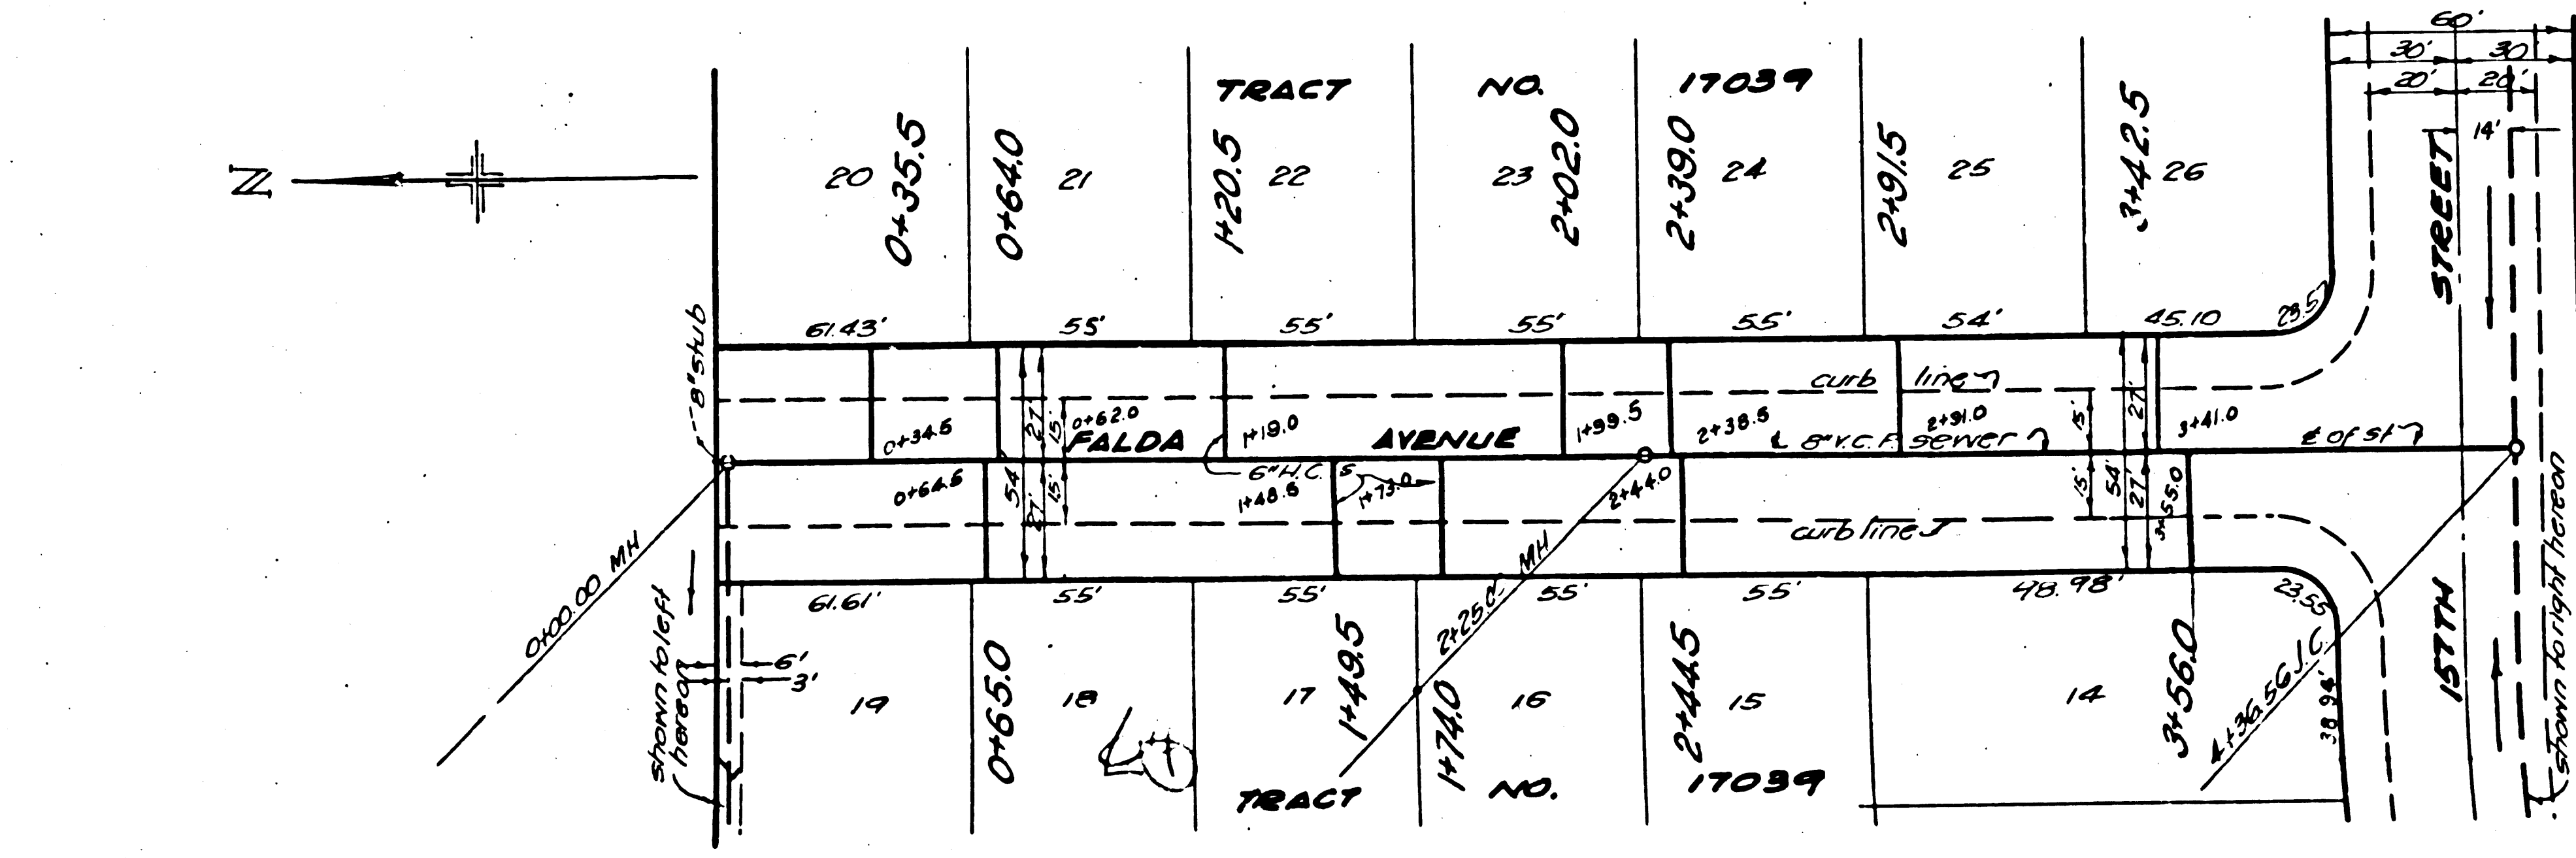 60'
30' 30'
20' 20'
14'
TRACT NO. 17039
N
20 21 22 23 24 25 26
0+35.5 0+64.0 1+20.5 2+02.0 2+39.0 2+91.5 3+42.5
STREET
61.43' 55' 55' 55' 55' 54' 45.10
8" stub
curb line
0+34.5 0+62.0 1+19.0 1+99.5 2+38.5 2+91.0 3+41.0
27' 15' 15' 27'
FALDA AVENUE
8" V.C.P. sewer
℄ of st
6" H.C.'s
0+64.5 1+48.5 1+73.0 2+44.0 3+55.0
54' 27' 15' 15' 54' 27'
curb line
0+00.00 MH
2+25.0 MH
4+36.56 J.C.
61.61' 55' 55' 55' 55' 48.98' 23.55
38.94'
shown to left hereon
6'
3'
19 18 17 16 15 14
0+65.0 1+49.5 1+74.0 2+44.5 3+56.0
157TH
shown to right hereon
TRACT NO. 17039